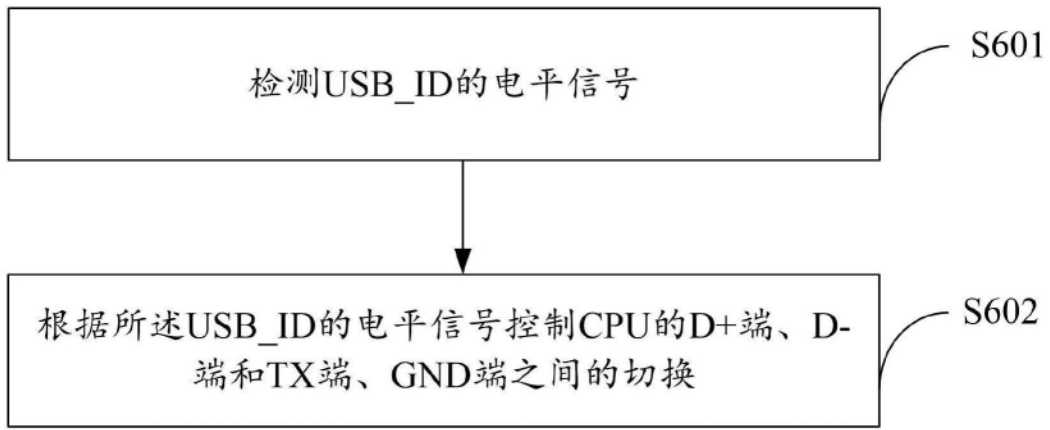 检测USB_ID的电平信号
S601
根据所述USB_ID的电平信号控制CPU的D+端、D-
端和TX端、GND端之间的切换
S602